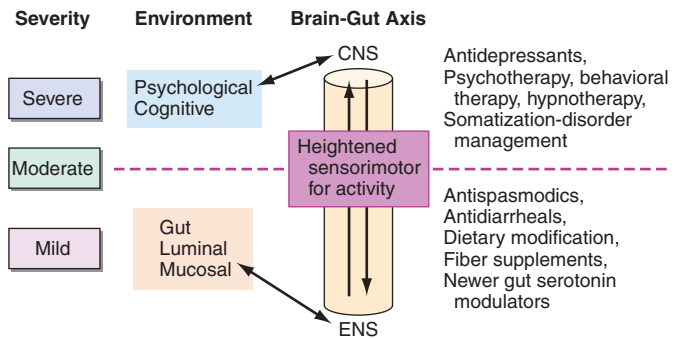 Severity
Environment
Brain-Gut Axis
CNS
Severe
Psychological
Cognitive
Antidepressants,
Psychotherapy, behavioral
therapy, hypnotherapy,
Somatization-disorder
management
Moderate
Heightened
sensorimotor
for activity
Mild
Gut
Luminal
Mucosal
Antispasmodics,
Antidiarrheals,
Dietary modification,
Fiber supplements,
Newer gut serotonin
modulators
ENS